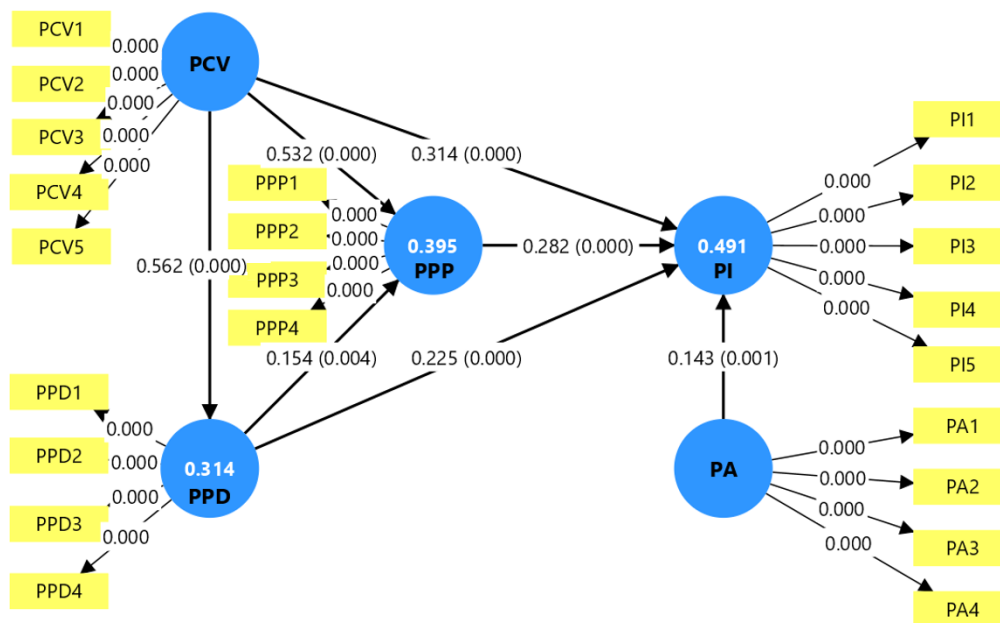 PCV1
PCV2
PCV3
PCV4
PCV5
0.000
0.000
0.000
0.000
0.000
PCV
0.532 (0.000)
0.314 (0.000)
0.562 (0.000)
PPP1
PPP2
PPP3
PPP4
0.000
0.000
0.000
0.000
0.395
PPP
0.282 (0.000)
0.491
PI
0.000
0.000
0.000
0.000
0.000
PI1
PI2
PI3
PI4
PI5
0.154 (0.004)
0.225 (0.000)
0.143 (0.001)
PPD1
PPD2
PPD3
PPD4
0.000
0.000
0.000
0.000
0.314
PPD
PA
0.000
0.000
0.000
0.000
PA1
PA2
PA3
PA4